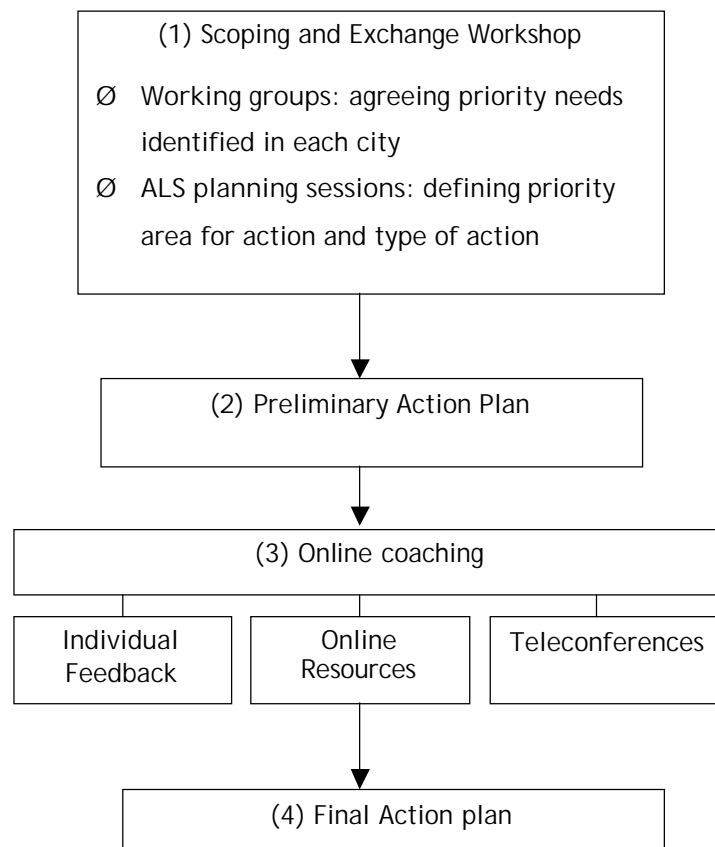 (1) Scoping and Exchange Workshop
Ø Working groups: agreeing priority needs
identified in each city
Ø ALS planning sessions: defining priority
area for action and type of action
(2) Preliminary Action Plan
(3) Online coaching
Individual
Feedback
Online
Resources
Teleconferences
(4) Final Action plan